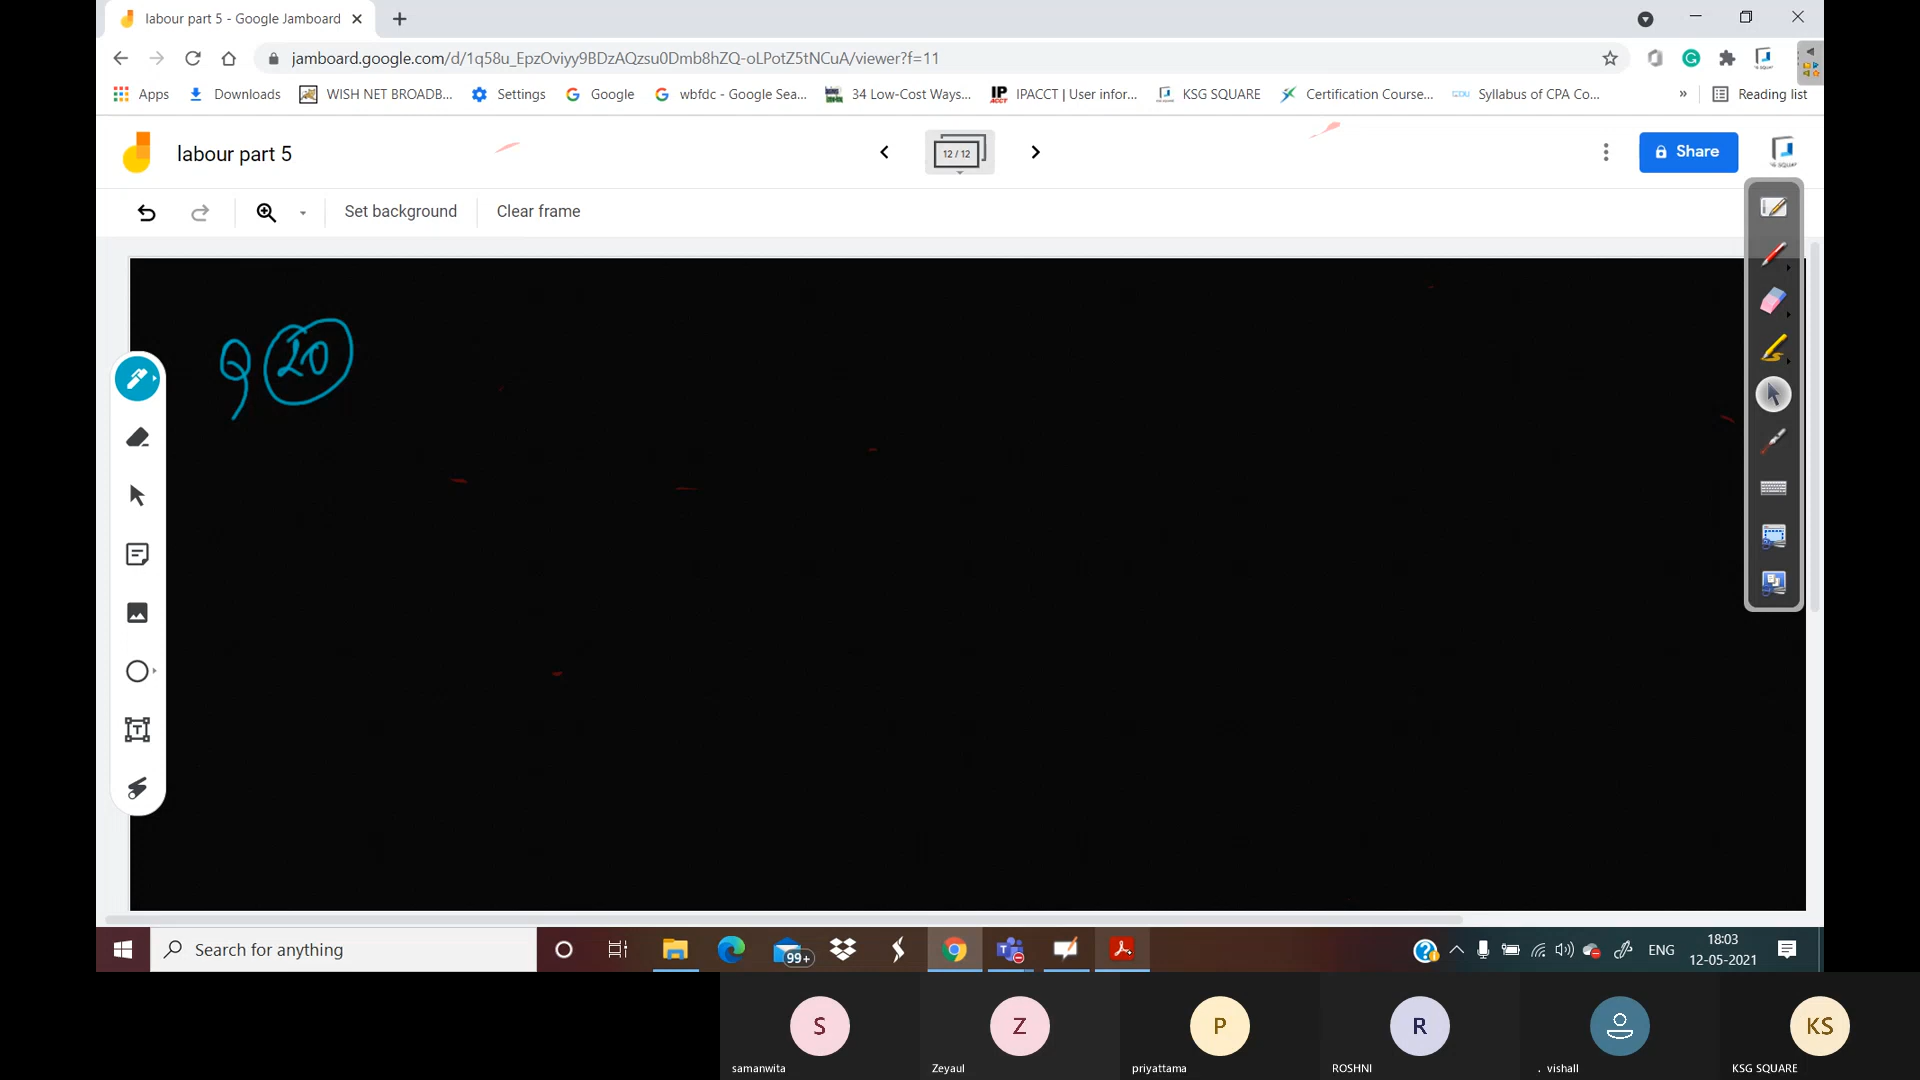 labour part 5 - Google Jamboard
jamboard.google.com/d/1q58u_EpzOviyy9BDzAQzsu0Dmb8hZQ-oLPotZ5tNCuA/viewer?f=11
Apps Downloads WISH NET BROADB... Settings Google wbfdc - Google Sea... 34 Low-Cost Ways... IP ACCT IPACCT | User infor... KSG SQUARE Certification Course... CDU Syllabus of CPA Co... » Reading list
labour part 5
12 / 12
Share
Set background Clear frame
Q 20
Search for anything
99+
ENG
18:03
12-05-2021
S Z P R KS
samanwita Zeyaul priyattama ROSHNI . vishall KSG SQUARE